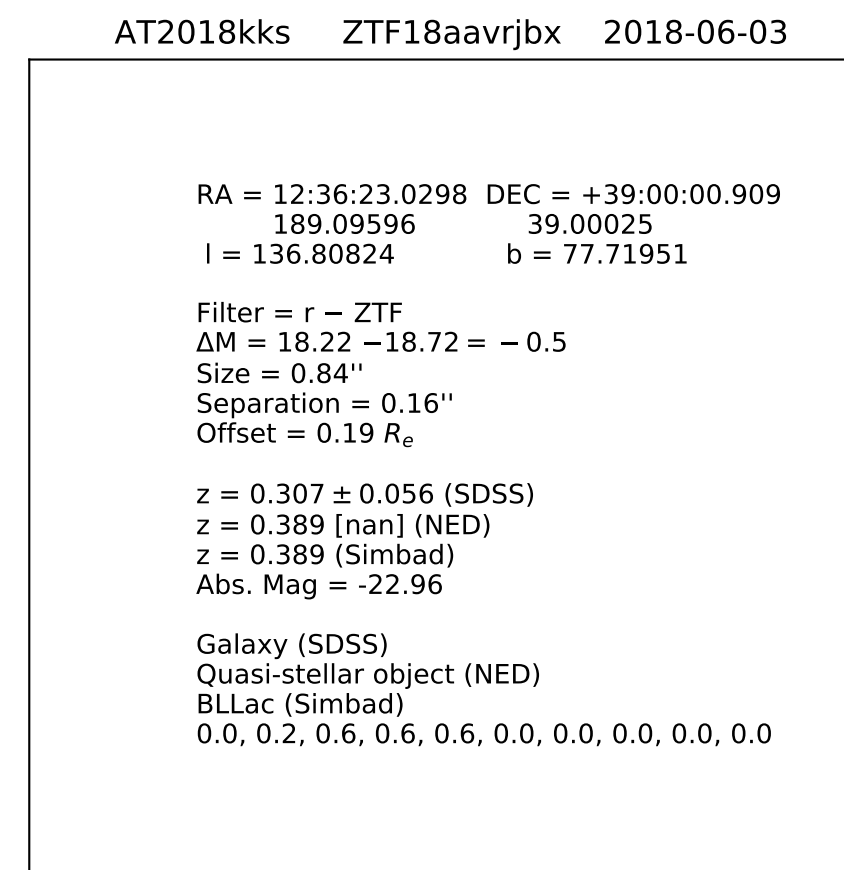 AT2018kks ZTF18aavrjbx 2018-06-03
RA = 12:36:23.0298 DEC = +39:00:00.909
189.09596 39.00025
l = 136.80824 b = 77.71951
Filter = r − ZTF
ΔM = 18.22 −18.72 = − 0.5
Size = 0.84''
Separation = 0.16''
Offset = 0.19 Re
z = 0.307 ± 0.056 (SDSS)
z = 0.389 [nan] (NED)
z = 0.389 (Simbad)
Abs. Mag = -22.96
Galaxy (SDSS)
Quasi-stellar object (NED)
BLLac (Simbad)
0.0, 0.2, 0.6, 0.6, 0.6, 0.0, 0.0, 0.0, 0.0, 0.0